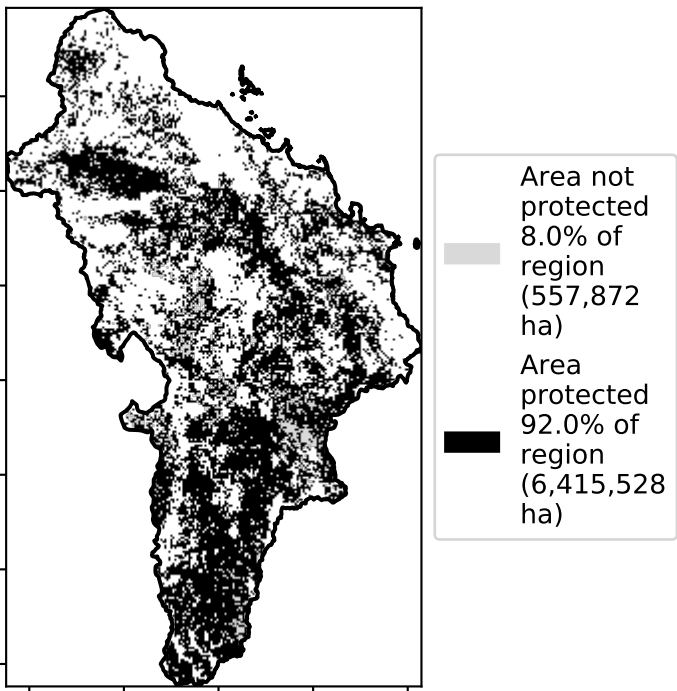 Area not
protected
8.0% of
region
(557,872
ha)
Area
protected
92.0% of
region
(6,415,528
ha)